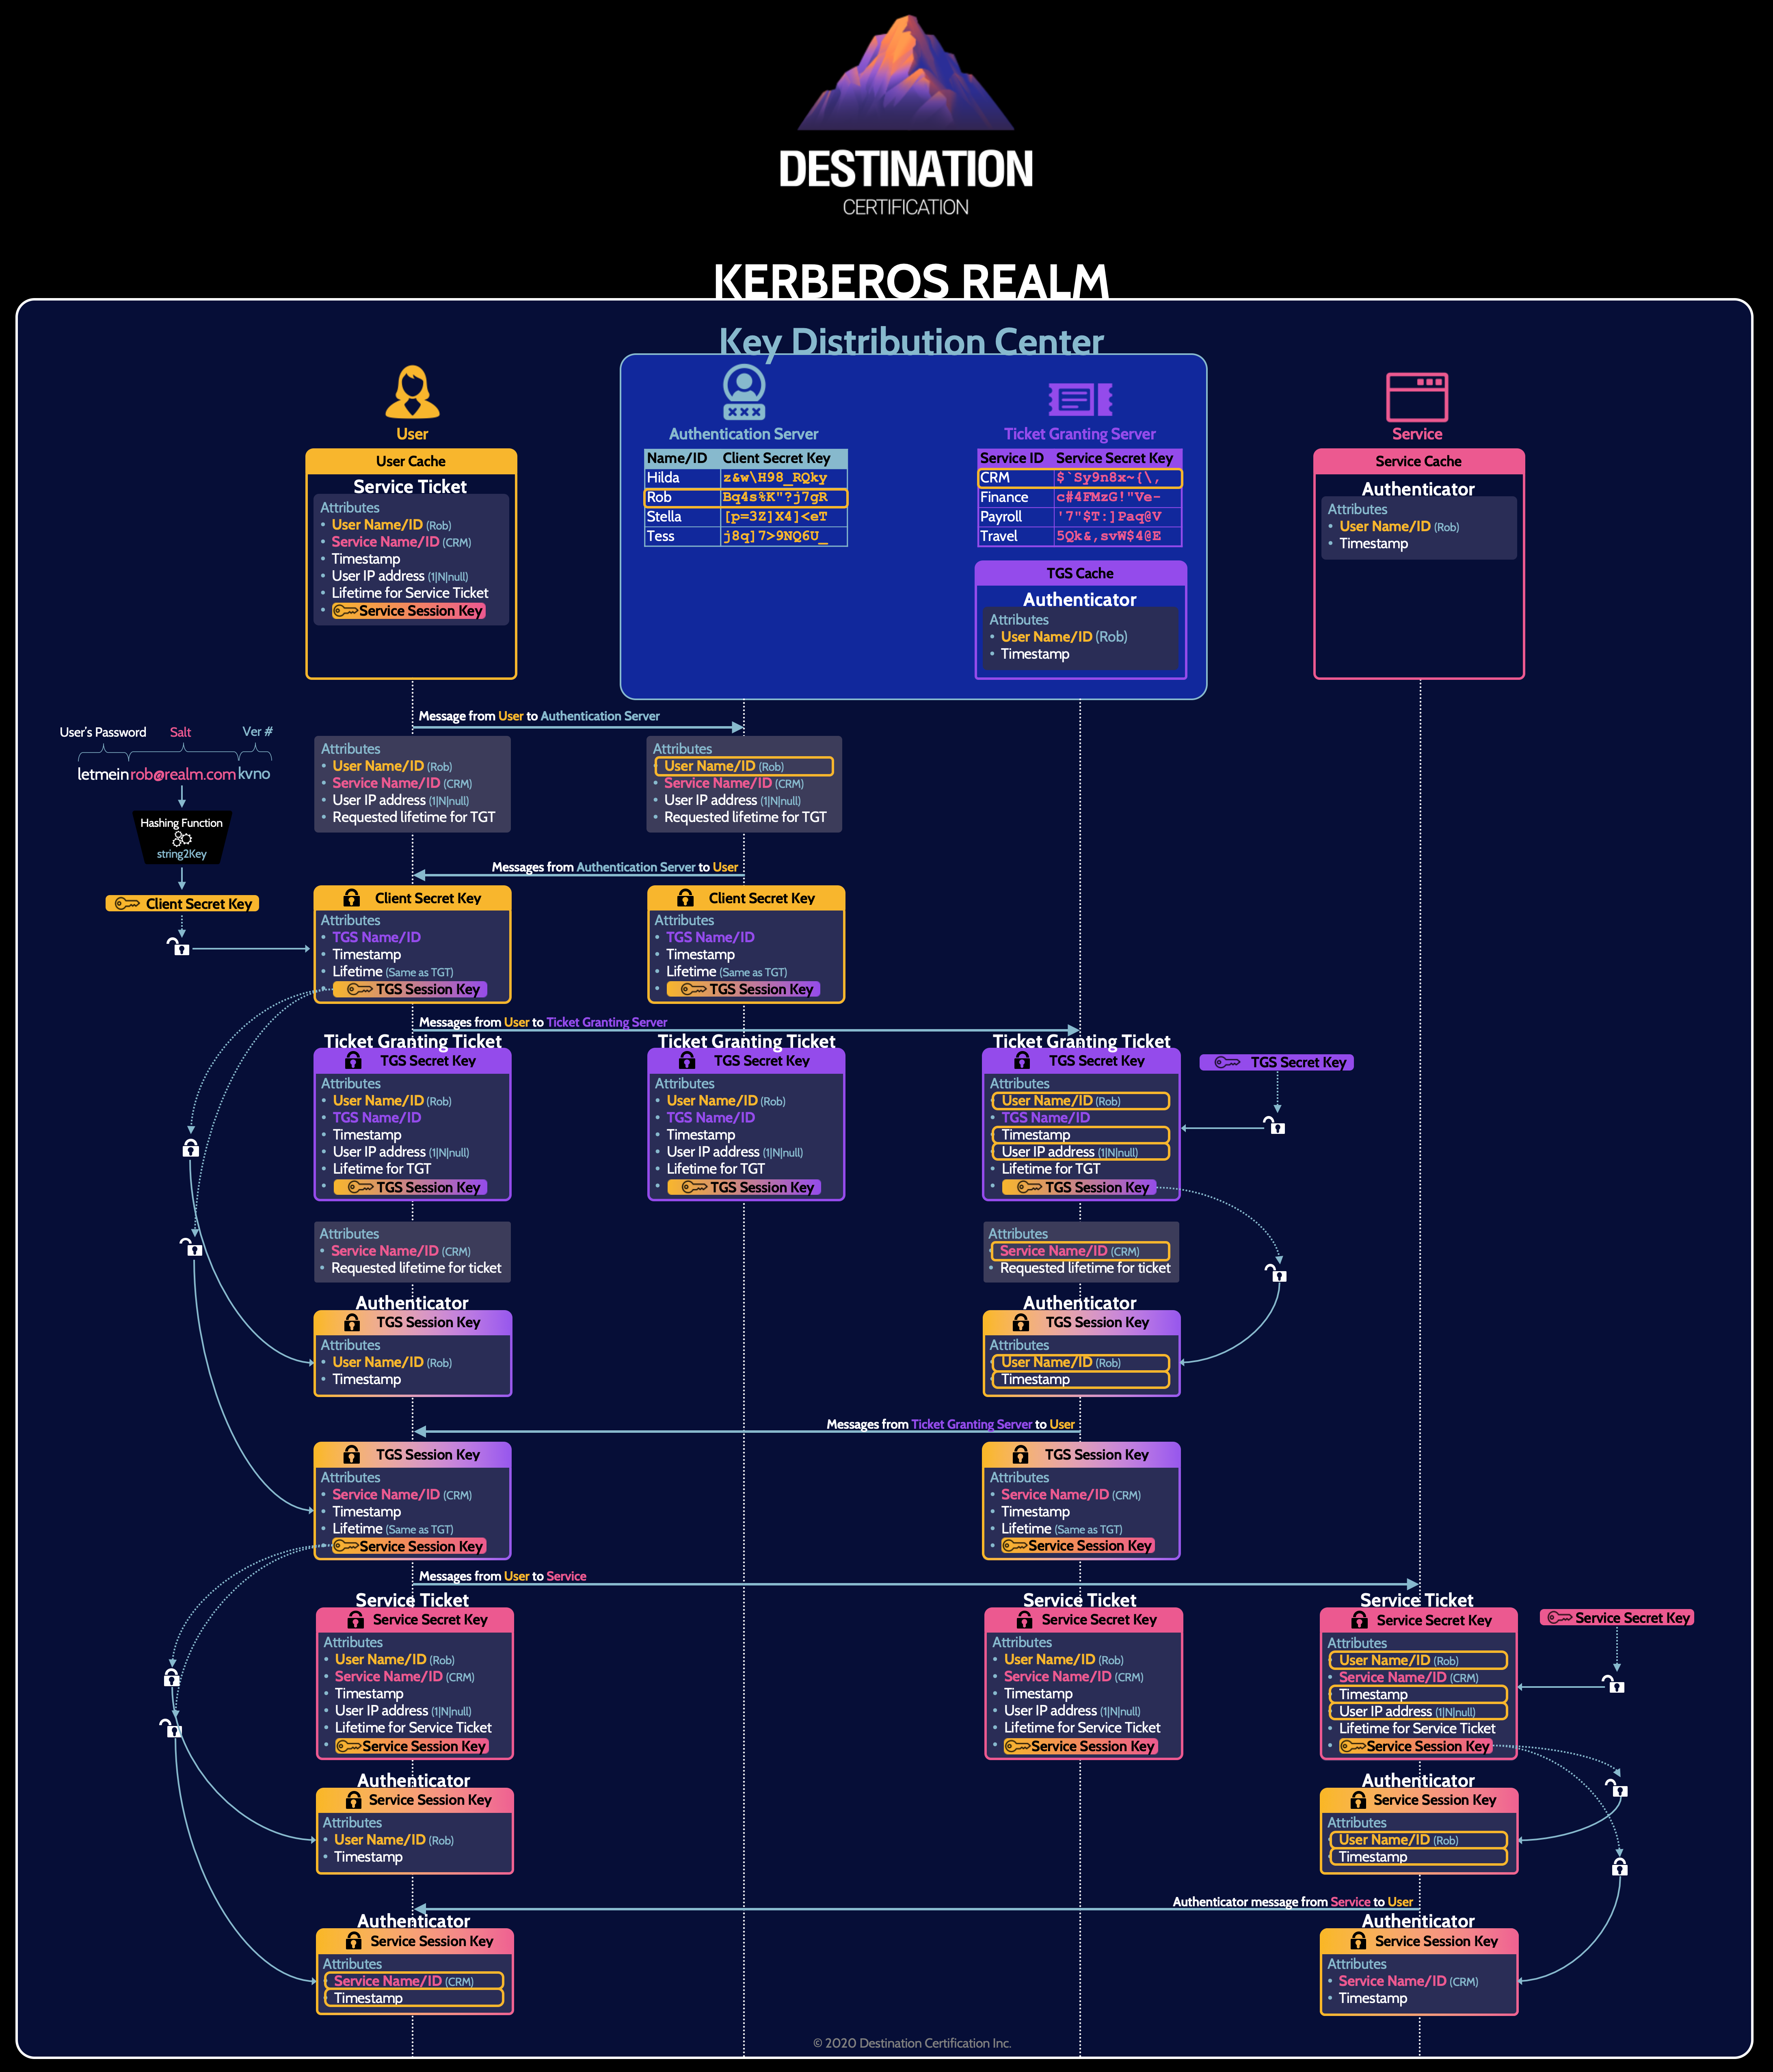 DESTINATION
CERTIFICATION
KERBEROS REALM
Key Distribution Center
User
Authentication Server
Ticket Granting Server
Service
User Cache
Service Ticket
Attributes
• User Name/ID (Rob)
• Service Name/ID (CRM)
• Timestamp
• User IP address (1|N|null)
• Lifetime for Service Ticket
• Service Session Key
Name/ID Client Secret Key
Hilda z&w\H98_RQky
Rob Bq4s%K"?j7gR
Stella [p=3Z]X4]<eT
Tess j8q]7>9NQ6U_
Service ID Service Secret Key
CRM $`Sy9n8x~{\,
Finance c#4FMzG!"Ve-
Payroll '7"$T:]Paq@V
Travel 5Qk&,svW$4@E
TGS Cache
Authenticator
Attributes
• User Name/ID (Rob)
• Timestamp
Service Cache
Authenticator
Attributes
• User Name/ID (Rob)
• Timestamp
Message from User to Authentication Server
User's Password Salt Ver #
letmein rob@realm.com kvno
Hashing Function
string2Key
Client Secret Key
Attributes
• User Name/ID (Rob)
• Service Name/ID (CRM)
• User IP address (1|N|null)
• Requested lifetime for TGT
Attributes
• User Name/ID (Rob)
• Service Name/ID (CRM)
• User IP address (1|N|null)
• Requested lifetime for TGT
Messages from Authentication Server to User
Client Secret Key
Attributes
• TGS Name/ID
• Timestamp
• Lifetime (Same as TGT)
• TGS Session Key
Client Secret Key
Attributes
• TGS Name/ID
• Timestamp
• Lifetime (Same as TGT)
• TGS Session Key
Messages from User to Ticket Granting Server
Ticket Granting Ticket
TGS Secret Key
Attributes
• User Name/ID (Rob)
• TGS Name/ID
• Timestamp
• User IP address (1|N|null)
• Lifetime for TGT
• TGS Session Key
Ticket Granting Ticket
TGS Secret Key
Attributes
• User Name/ID (Rob)
• TGS Name/ID
• Timestamp
• User IP address (1|N|null)
• Lifetime for TGT
• TGS Session Key
Ticket Granting Ticket
TGS Secret Key
Attributes
• User Name/ID (Rob)
• TGS Name/ID
• Timestamp
• User IP address (1|N|null)
• Lifetime for TGT
• TGS Session Key
TGS Secret Key
Attributes
• Service Name/ID (CRM)
• Requested lifetime for ticket
Attributes
• Service Name/ID (CRM)
• Requested lifetime for ticket
Authenticator
TGS Session Key
Attributes
• User Name/ID (Rob)
• Timestamp
Authenticator
TGS Session Key
Attributes
• User Name/ID (Rob)
• Timestamp
Messages from Ticket Granting Server to User
TGS Session Key
Attributes
• Service Name/ID (CRM)
• Timestamp
• Lifetime (Same as TGT)
• Service Session Key
TGS Session Key
Attributes
• Service Name/ID (CRM)
• Timestamp
• Lifetime (Same as TGT)
• Service Session Key
Messages from User to Service
Service Ticket
Service Secret Key
Attributes
• User Name/ID (Rob)
• Service Name/ID (CRM)
• Timestamp
• User IP address (1|N|null)
• Lifetime for Service Ticket
• Service Session Key
Service Ticket
Service Secret Key
Attributes
• User Name/ID (Rob)
• Service Name/ID (CRM)
• Timestamp
• User IP address (1|N|null)
• Lifetime for Service Ticket
• Service Session Key
Service Ticket
Service Secret Key
Attributes
• User Name/ID (Rob)
• Service Name/ID (CRM)
• Timestamp
• User IP address (1|N|null)
• Lifetime for Service Ticket
• Service Session Key
Service Secret Key
Authenticator
Service Session Key
Attributes
• User Name/ID (Rob)
• Timestamp
Authenticator
Service Session Key
Attributes
• User Name/ID (Rob)
• Timestamp
Authenticator message from Service to User
Authenticator
Service Session Key
Attributes
• Service Name/ID (CRM)
• Timestamp
Authenticator
Service Session Key
Attributes
• Service Name/ID (CRM)
• Timestamp
© 2020 Destination Certification Inc.